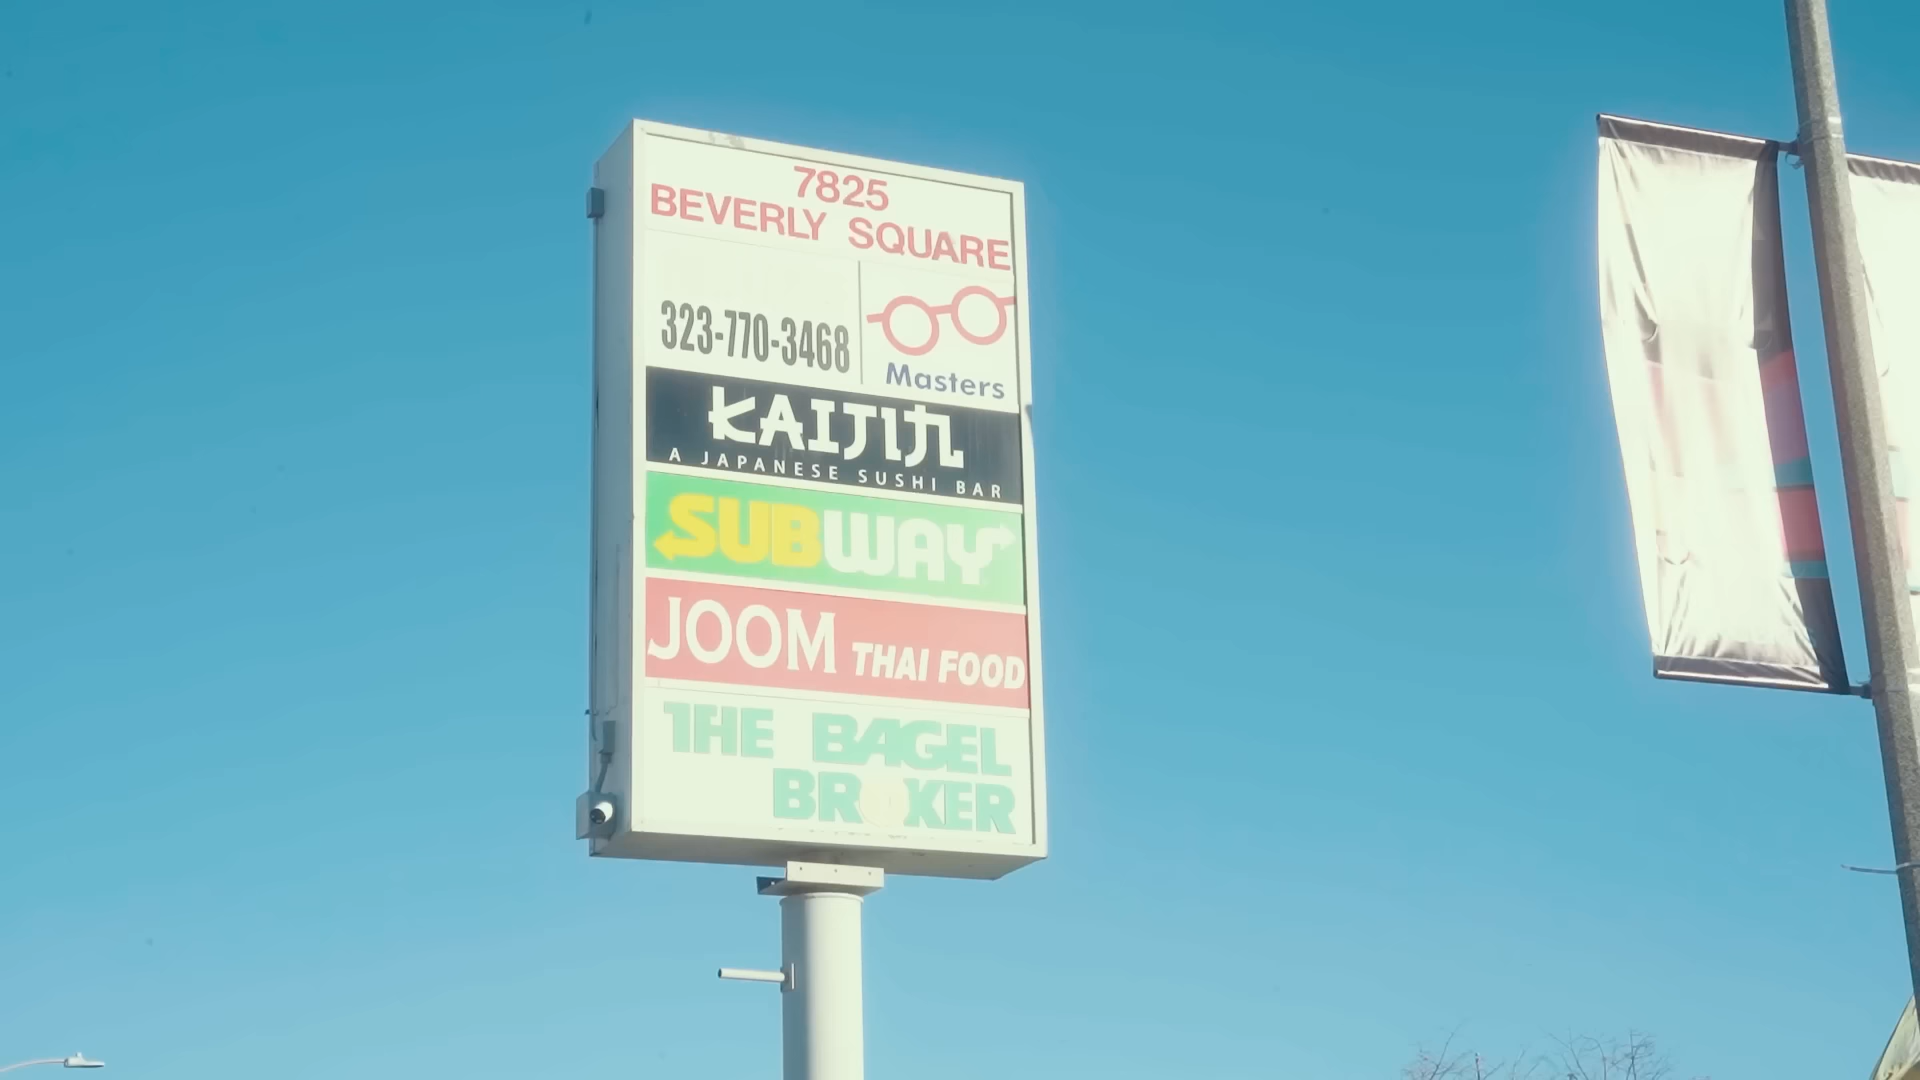 7825
BEVERLY SQUARE
323-770-3468
Masters
KAIJIN
A JAPANESE SUSHI BAR
SUBWAY
JOOM THAI FOOD
THE BAGEL
BROKER